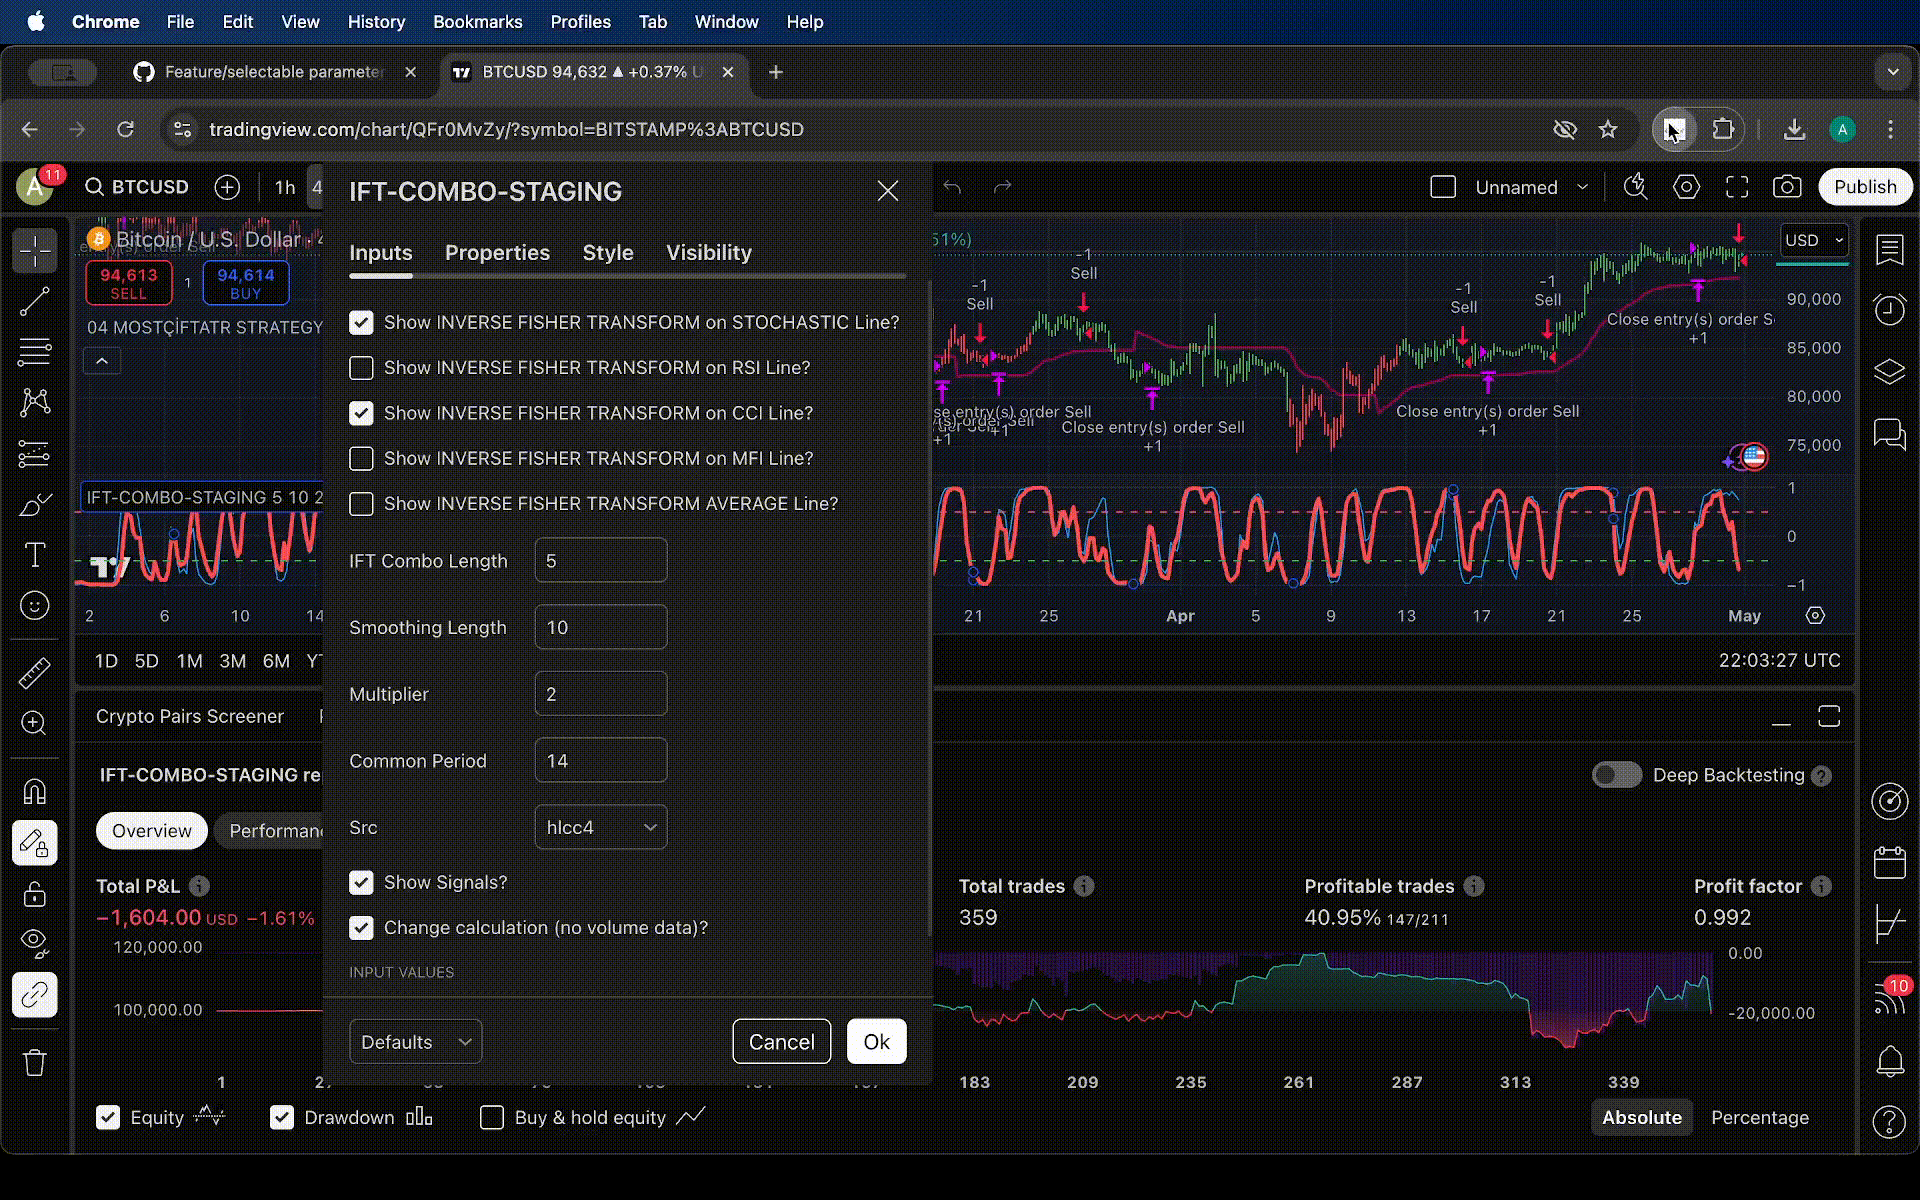 Chrome File Edit View History Bookmarks Profiles Tab Window Help
Feature/selectable parameter
BTCUSD 94,632 ▲ +0.37% U
tradingview.com/chart/QFr0MvZy/?symbol=BITSTAMP%3ABTCUSD
A
A 11
BTCUSD
1h 4
Unnamed
Publish
IFT-COMBO-STAGING
Inputs Properties Style Visibility
Show INVERSE FISHER TRANSFORM on STOCHASTIC Line?
Show INVERSE FISHER TRANSFORM on RSI Line?
Show INVERSE FISHER TRANSFORM on CCI Line?
Show INVERSE FISHER TRANSFORM on MFI Line?
Show INVERSE FISHER TRANSFORM AVERAGE Line?
IFT Combo Length 5
Smoothing Length 10
Multiplier 2
Common Period 14
Src hlcc4
Show Signals?
Change calculation (no volume data)?
INPUT VALUES
Defaults
Cancel
Ok
Bitcoin / U.S. Dollar · 4
94,613
SELL
1
94,614
BUY
04 MOSTÇİFTATR STRATEGY
IFT-COMBO-STAGING 5 10 2
51%)
USD
-1
Sell
-1
Sell
-1
Sell
-1
Sell
90,000
85,000
80,000
75,000
Close entry(s) order S
+1
se entry(s) order Sell
+1
Close entry(s) order Sell
+1
Close entry(s) order Sell
+1
1
0
−1
2 6 10 14
21 25 Apr 5 9 13 17 21 25 May
1D 5D 1M 3M 6M Y
22:03:27 UTC
Crypto Pairs Screener
IFT-COMBO-STAGING re
Deep Backtesting
Overview
Performan
Total P&L
−1,604.00 USD −1.61%
Total trades
359
Profitable trades
40.95% 147/211
Profit factor
0.992
120,000.00
100,000.00
0.00
-20,000.00
1
183 209 235 261 287 313 339
Equity
Drawdown
Buy & hold equity
Absolute
Percentage
10